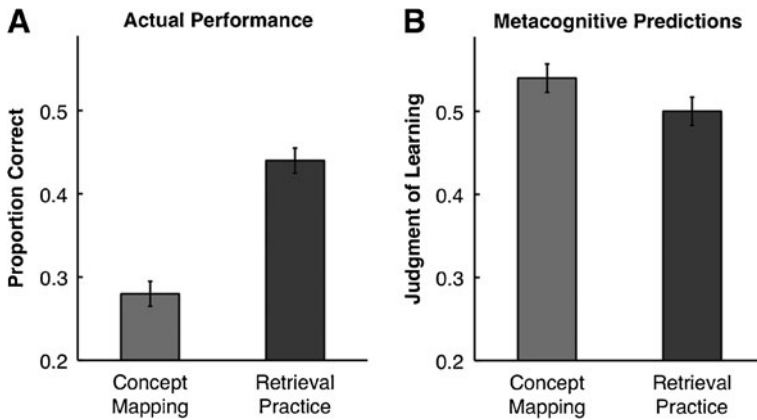 A
Actual Performance
Proportion Correct
0.5
0.4
0.3
0.2
Concept
Mapping
Retrieval
Practice
B
Metacognitive Predictions
Judgment of Learning
0.5
0.4
0.3
0.2
Concept
Mapping
Retrieval
Practice